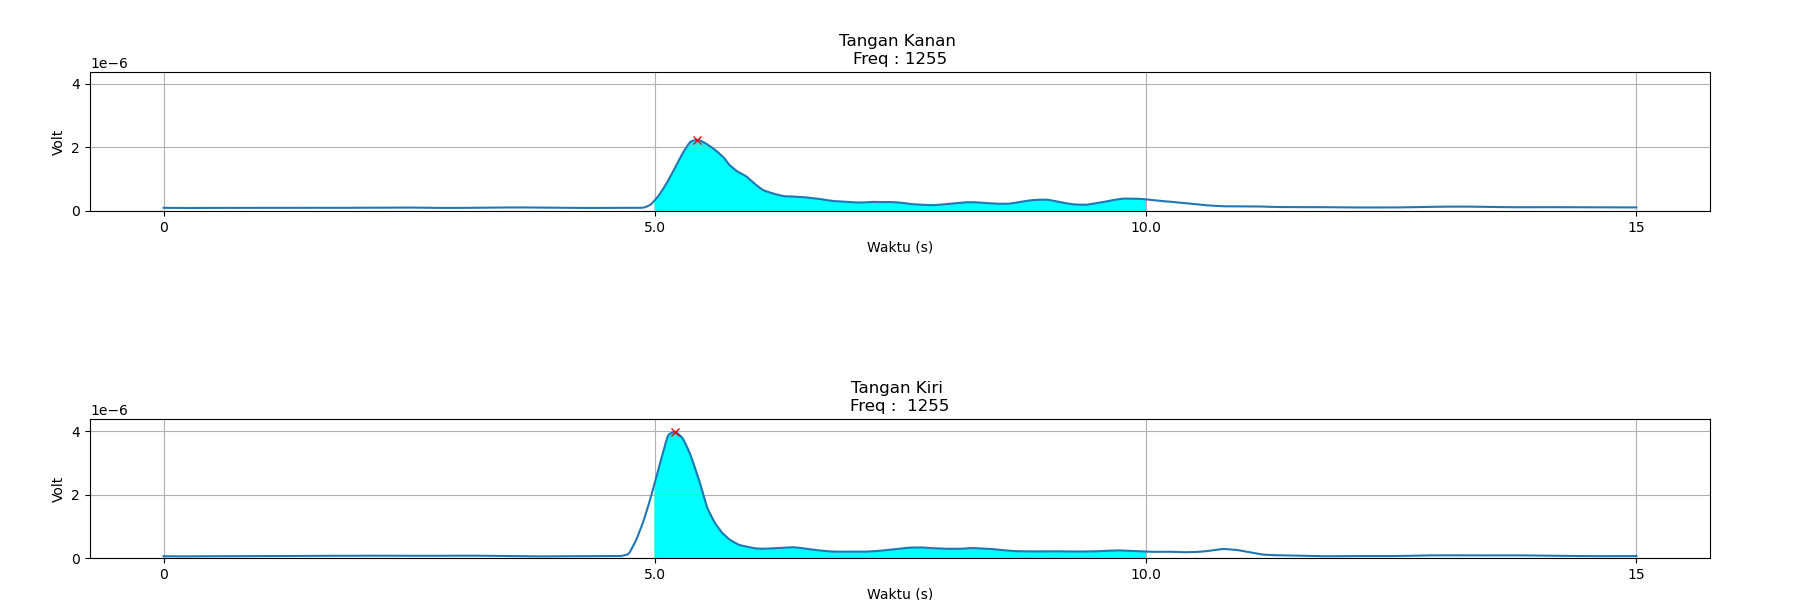 Tangan Kanan
Freq : 1255
1e−6
4
Volt
2
0
0 5.0 10.0 15
Waktu (s)
Tangan Kiri
Freq :  1255
1e−6
4
Volt
2
0
0 5.0 10.0 15
Waktu (s)